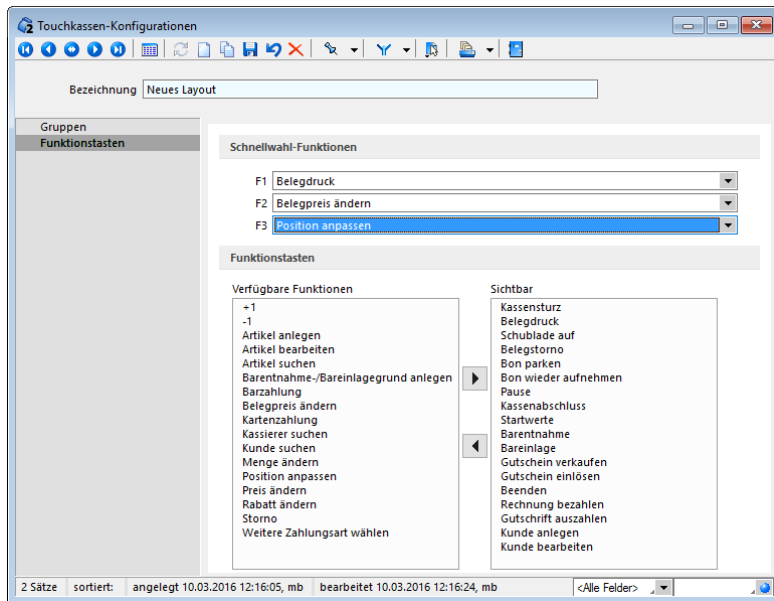 Touchkassen-Konfigurationen
Bezeichnung Neues Layout
Gruppen
Funktionstasten
Schnellwahl-Funktionen
F1 Belegdruck
F2 Belegpreis ändern
F3 Position anpassen
Funktionstasten
Verfügbare Funktionen
+1
-1
Artikel anlegen
Artikel bearbeiten
Artikel suchen
Barentnahme-/Bareinlagegrund anlegen
Barzahlung
Belegpreis ändern
Kartenzahlung
Kassierer suchen
Kunde suchen
Menge ändern
Position anpassen
Preis ändern
Rabatt ändern
Storno
Weitere Zahlungsart wählen
Sichtbar
Kassensturz
Belegdruck
Schublade auf
Belegstorno
Bon parken
Bon wieder aufnehmen
Pause
Kassenabschluss
Startwerte
Barentnahme
Bareinlage
Gutschein verkaufen
Gutschein einlösen
Beenden
Rechnung bezahlen
Gutschrift auszahlen
Kunde anlegen
Kunde bearbeiten
2 Sätze sortiert: angelegt 10.03.2016 12:16:05, mb bearbeitet 10.03.2016 12:16:24, mb <Alle Felder>